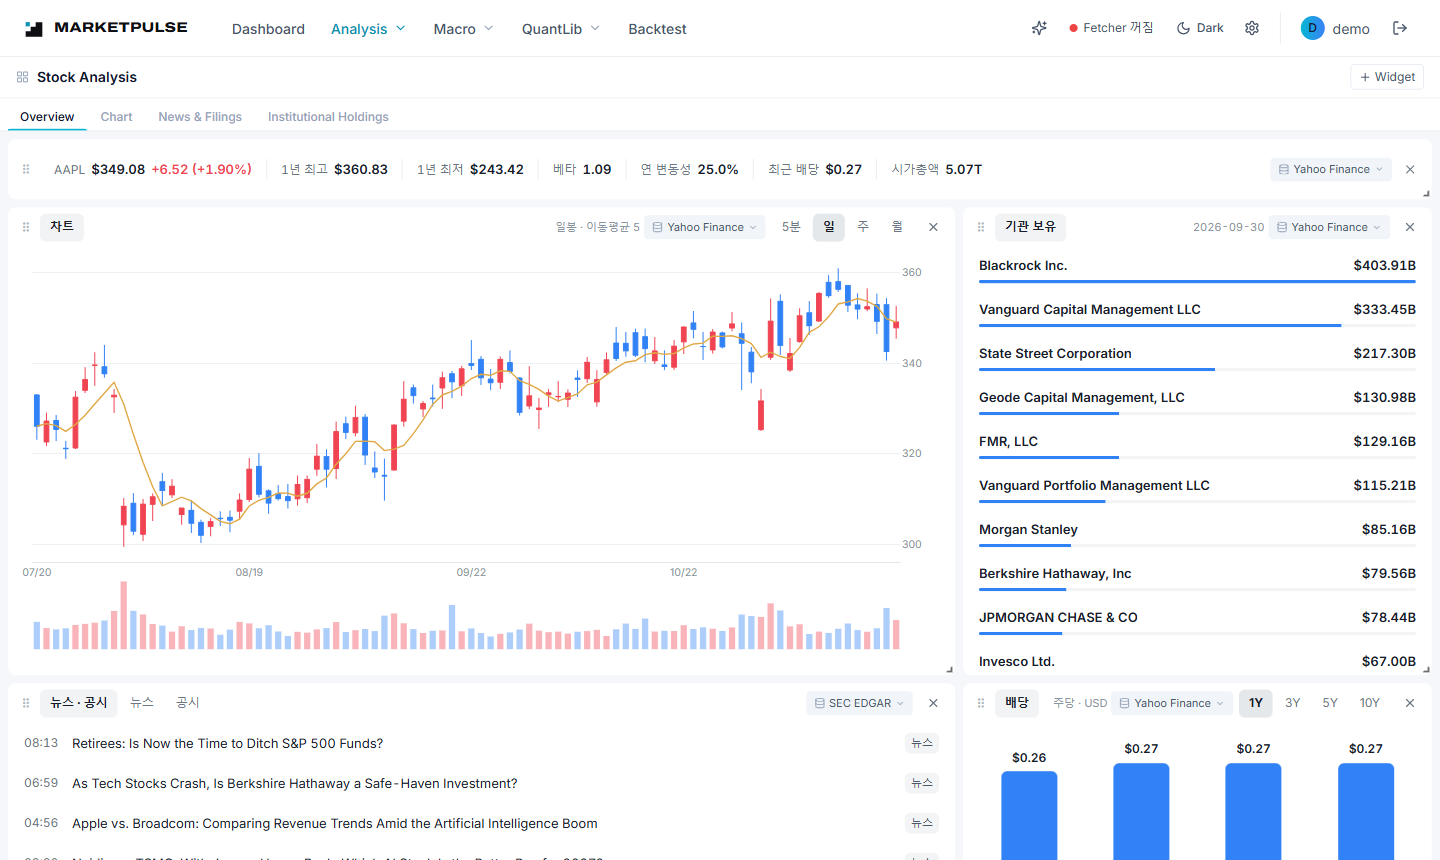 MARKETPULSE Dashboard Analysis Macro QuantLib Backtest Fetcher 꺼짐 Dark D demo
Stock Analysis + Widget
Overview Chart News & Filings Institutional Holdings
AAPL $349.08 +6.52 (+1.90%) 1년 최고 $360.83 1년 최저 $243.42 베타 1.09 연 변동성 25.0% 최근 배당 $0.27 시가총액 5.07T Yahoo Finance
차트 일봉 · 이동평균 5 Yahoo Finance 5분 일 주 월
360
340
320
300
07/20 08/19 09/22 10/22
기관 보유 2026-09-30 Yahoo Finance
Blackrock Inc. $403.91B
Vanguard Capital Management LLC $333.45B
State Street Corporation $217.30B
Geode Capital Management, LLC $130.98B
FMR, LLC $129.16B
Vanguard Portfolio Management LLC $115.21B
Morgan Stanley $85.16B
Berkshire Hathaway, Inc $79.56B
JPMORGAN CHASE & CO $78.44B
Invesco Ltd. $67.00B
뉴스 · 공시 뉴스 공시 SEC EDGAR
08:13 Retirees: Is Now the Time to Ditch S&P 500 Funds? 뉴스
06:59 As Tech Stocks Crash, Is Berkshire Hathaway a Safe-Haven Investment? 뉴스
04:56 Apple vs. Broadcom: Comparing Revenue Trends Amid the Artificial Intelligence Boom 뉴스
배당 주당 · USD Yahoo Finance 1Y 3Y 5Y 10Y
$0.26 $0.27 $0.27 $0.27